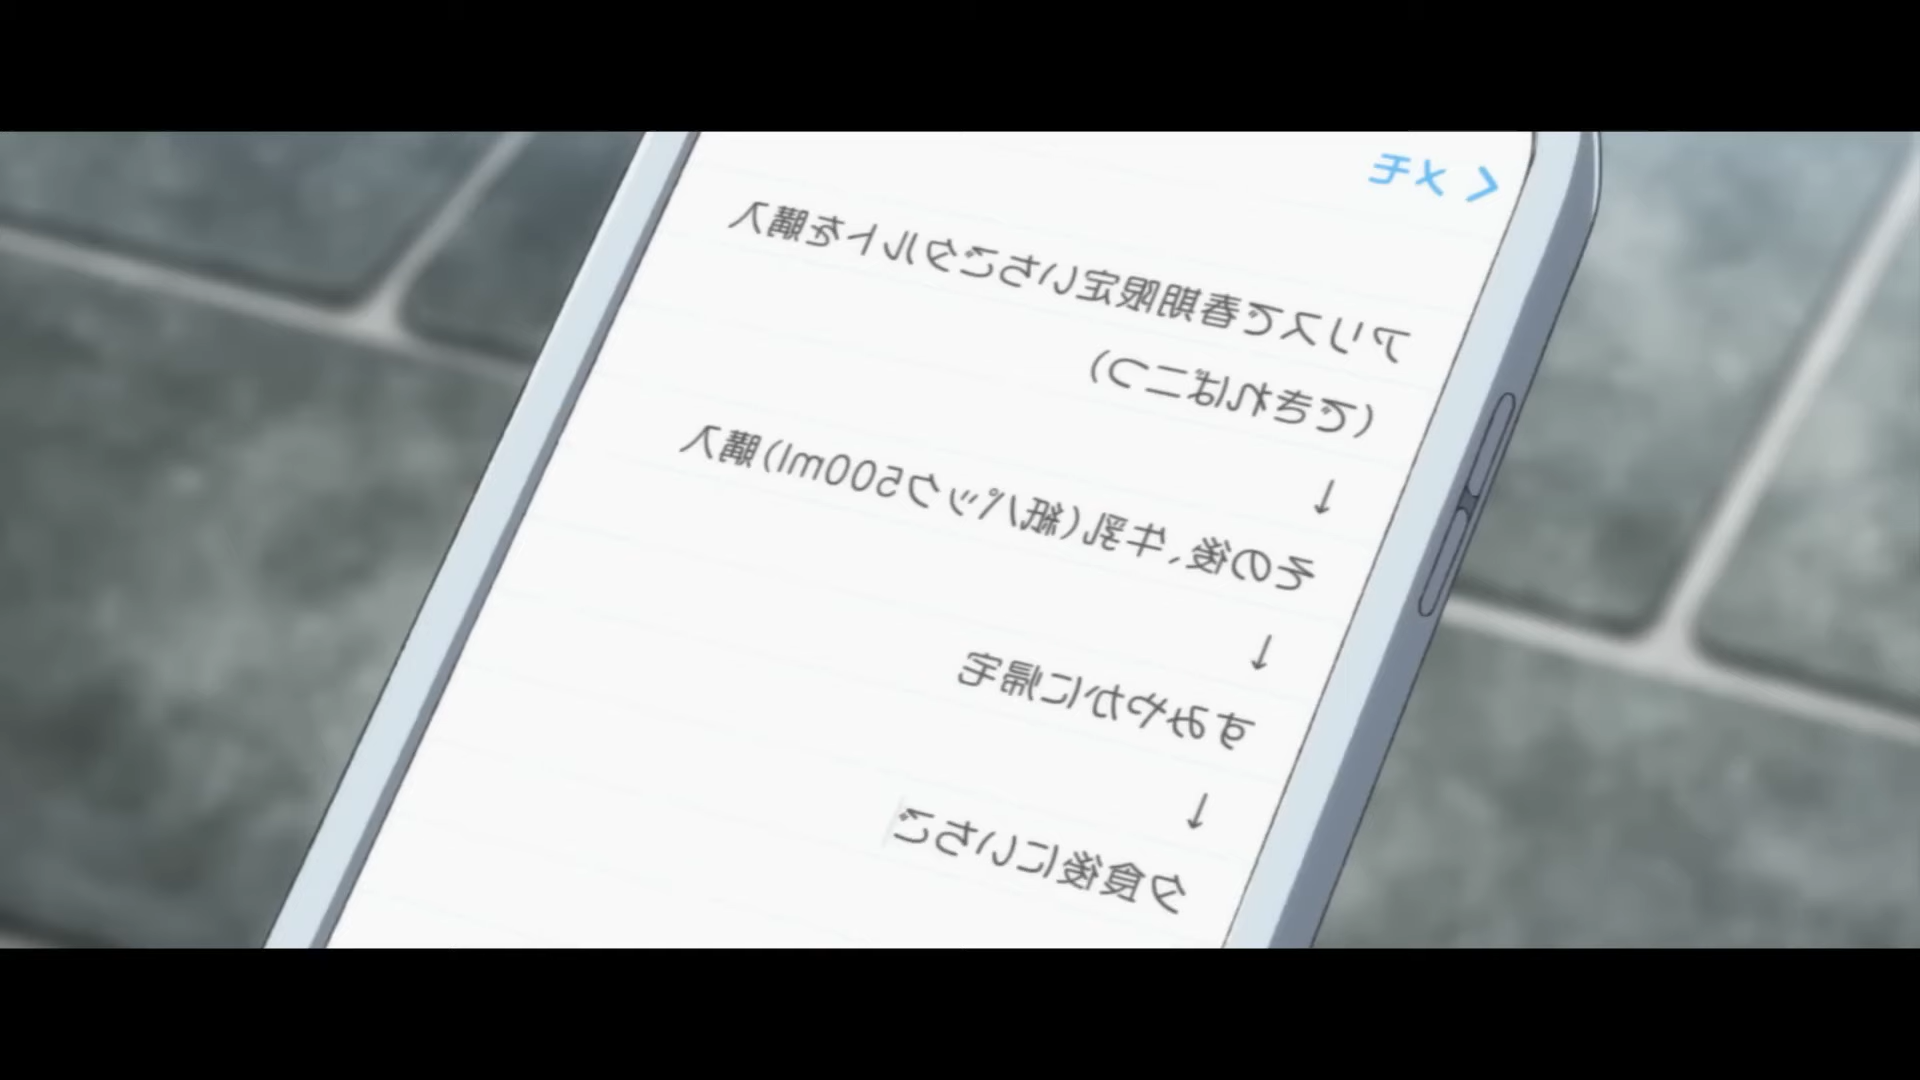 < メモ
アリスで春期限定いちごタルトを購入
(できれば二つ)
↓
その後、牛乳(紙パック500ml)購入
↓
すみやかに帰宅
↓
夕食後にいちご